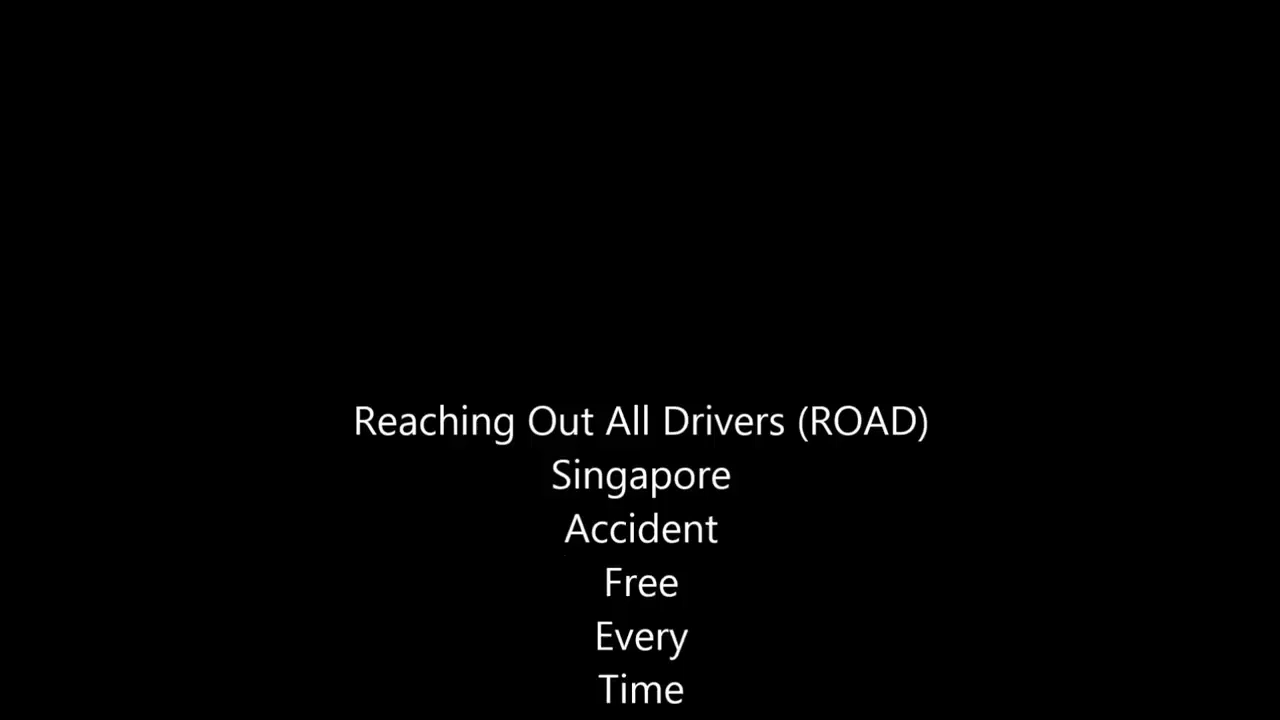 Reaching Out All Drivers (ROAD)
Singapore
Accident
Free
Every
Time